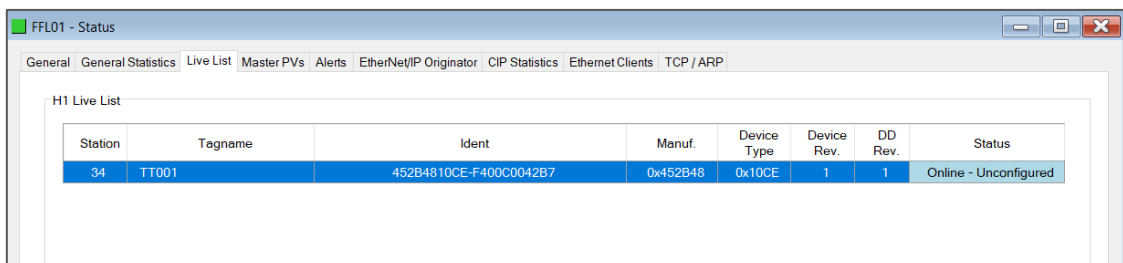 FFL01 - Status
General General Statistics Live List Master PVs Alerts EtherNet/IP Originator CIP Statistics Ethernet Clients TCP / ARP
H1 Live List
Station Tagname Ident Manuf. Device Type Device Rev. DD Rev. Status
34 TT001 452B4810CE-F400C0042B7 0x452B48 0x10CE 1 1 Online - Unconfigured